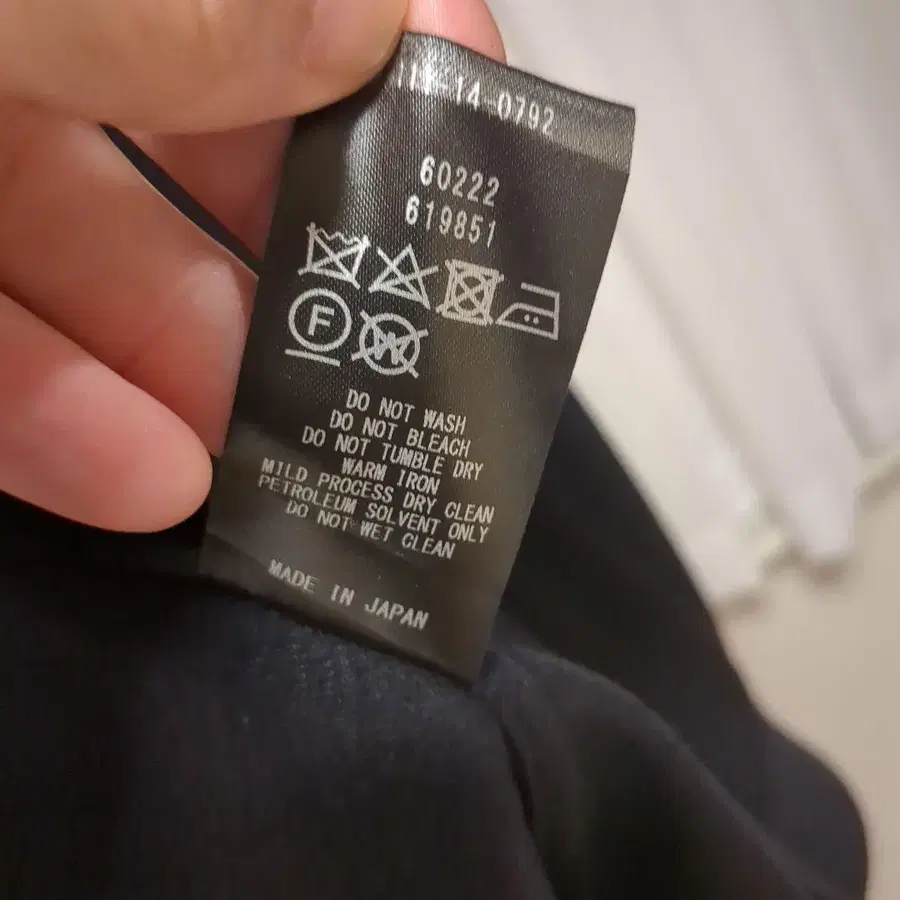 14-0792
60222
619851
F
W
DO NOT WASH
DO NOT BLEACH
DO NOT TUMBLE DRY
WARM IRON
MILD PROCESS DRY CLEAN
PETROLEUM SOLVENT ONLY
DO NOT WET CLEAN
MADE IN JAPAN